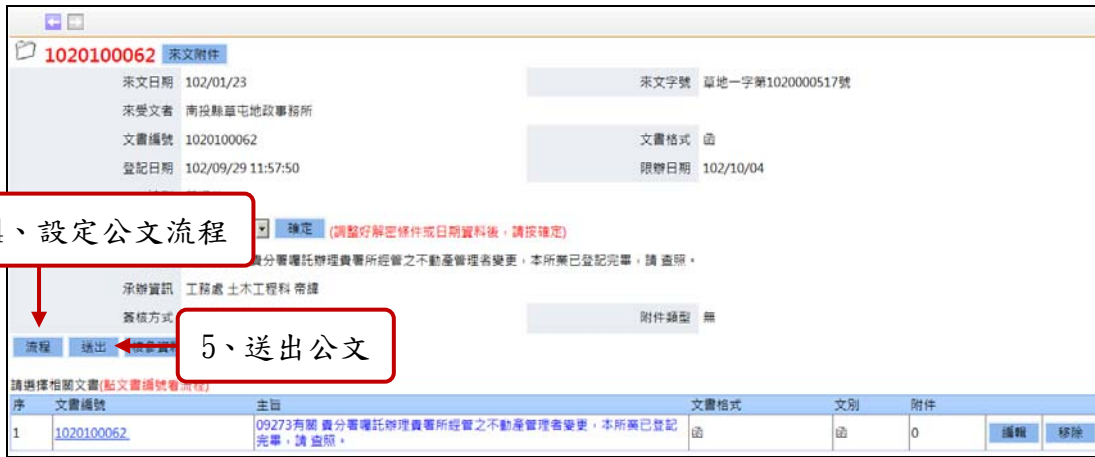 1020100062 來文附件
來文日期 102/01/23 來文字號 草地一字第1020000517號
來受文者 南投縣草屯地政事務所
文書編號 1020100062 文書格式 函
登記日期 102/09/29 11:57:50 限辦日期 102/10/04
、設定公文流程
確定 (調整好解密條件或日期資料後,請按確定)
貴分署囑託辦理貴署所經管之不動產管理者變更,本所業已登記完畢,請 查照。
承辦資訊 工務處 土木工程科 帝緯
簽核方式 附件類型 無
流程 送出
5、送出公文
請選擇相關文書(點文書編號看流程)
序 文書編號 主旨 文書格式 文別 附件
1 1020100062 09273有關 貴分署囑託辦理貴署所經管之不動產管理者變更,本所業已登記 函 函 0 編輯 移除
完畢,請 查照。